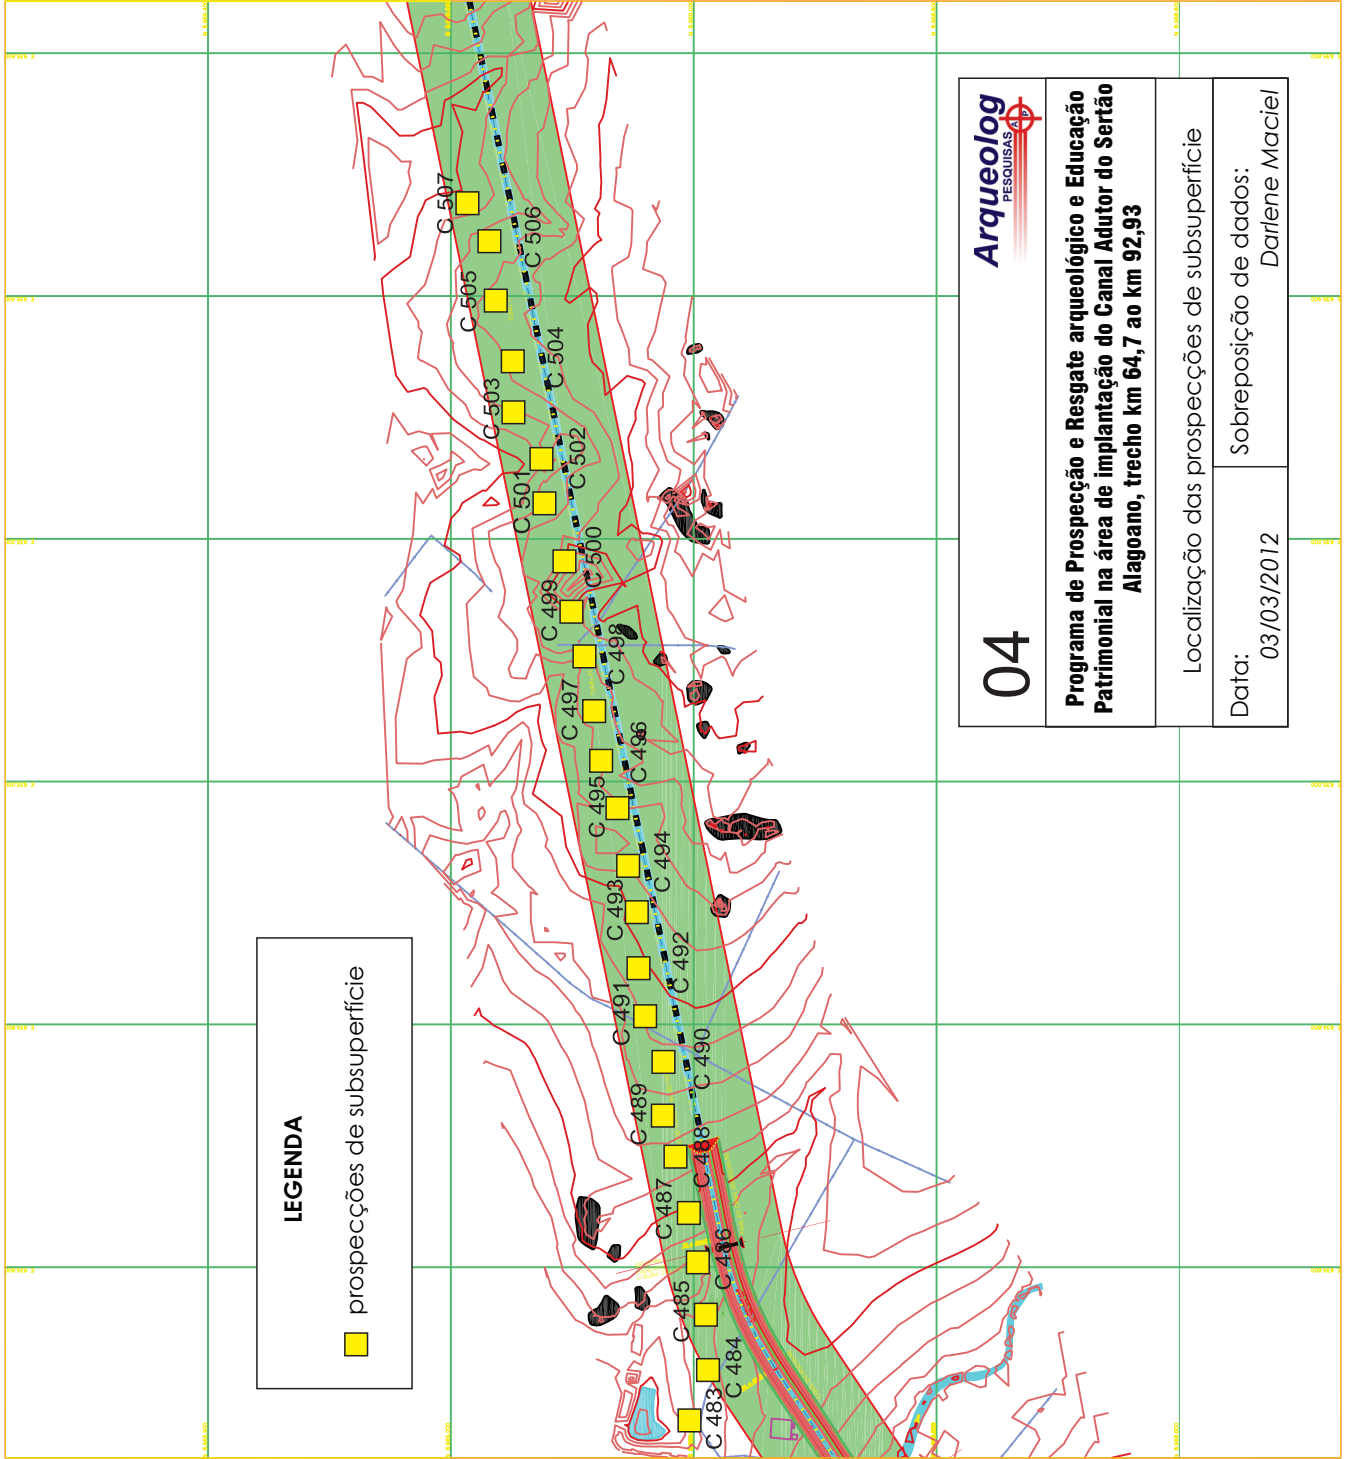 LEGENDA
prospecções de subsuperfície
C 483
C 484
C 485
C 486
C 487
C 488
C 489
C 490
C 491
C 492
C 493
C 494
C 495
C 496
C 497
C 498
C 499
C 500
C 501
C 502
C 503
C 504
C 505
C 506
C 507
04
Arqueolog
PESQUISAS
Programa de Prospecção e Resgate arqueológico e Educação
Patrimonial na área de implantação do Canal Adutor do Sertão
Alagoano, trecho km 64,7 ao km 92,93
Localização das prospecções de subsuperfície
Data:
03/03/2012
Sobreposição de dados:
Darlene Maciel